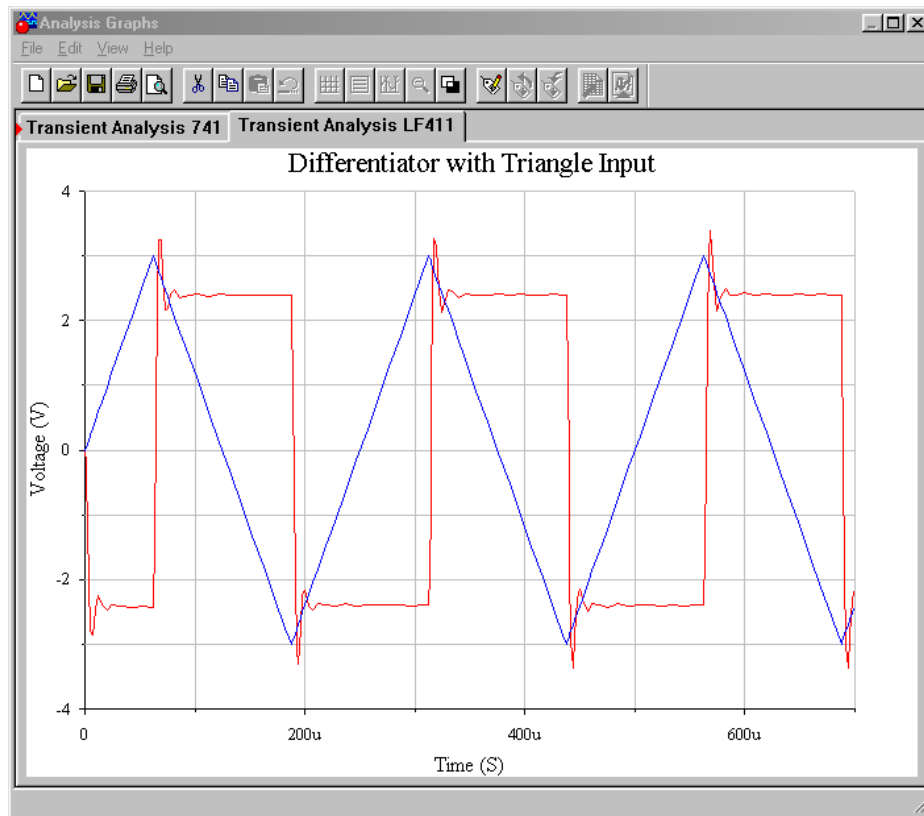 Analysis Graphs
File Edit View Help
Transient Analysis 741 Transient Analysis LF411
Differentiator with Triangle Input
4
2
0
-2
-4
Voltage (V)
0 200u 400u 600u
Time (S)